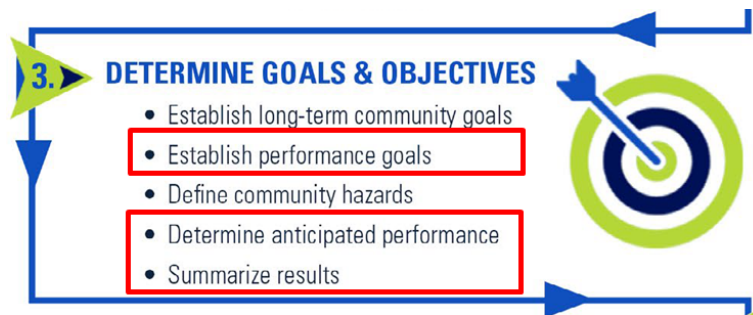 3. DETERMINE GOALS & OBJECTIVES
• Establish long-term community goals
• Establish performance goals
• Define community hazards
• Determine anticipated performance
• Summarize results